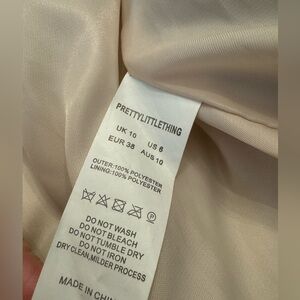 PRETTYLITTLETHING
UK 10 US 6
EUR 38 AUS 10
OUTER:100% POLYESTER
LINING:100% POLYESTER
DO NOT WASH
DO NOT BLEACH
DO NOT TUMBLE DRY
DO NOT IRON
DRY CLEAN,MILDER PROCESS
MADE IN CHIN